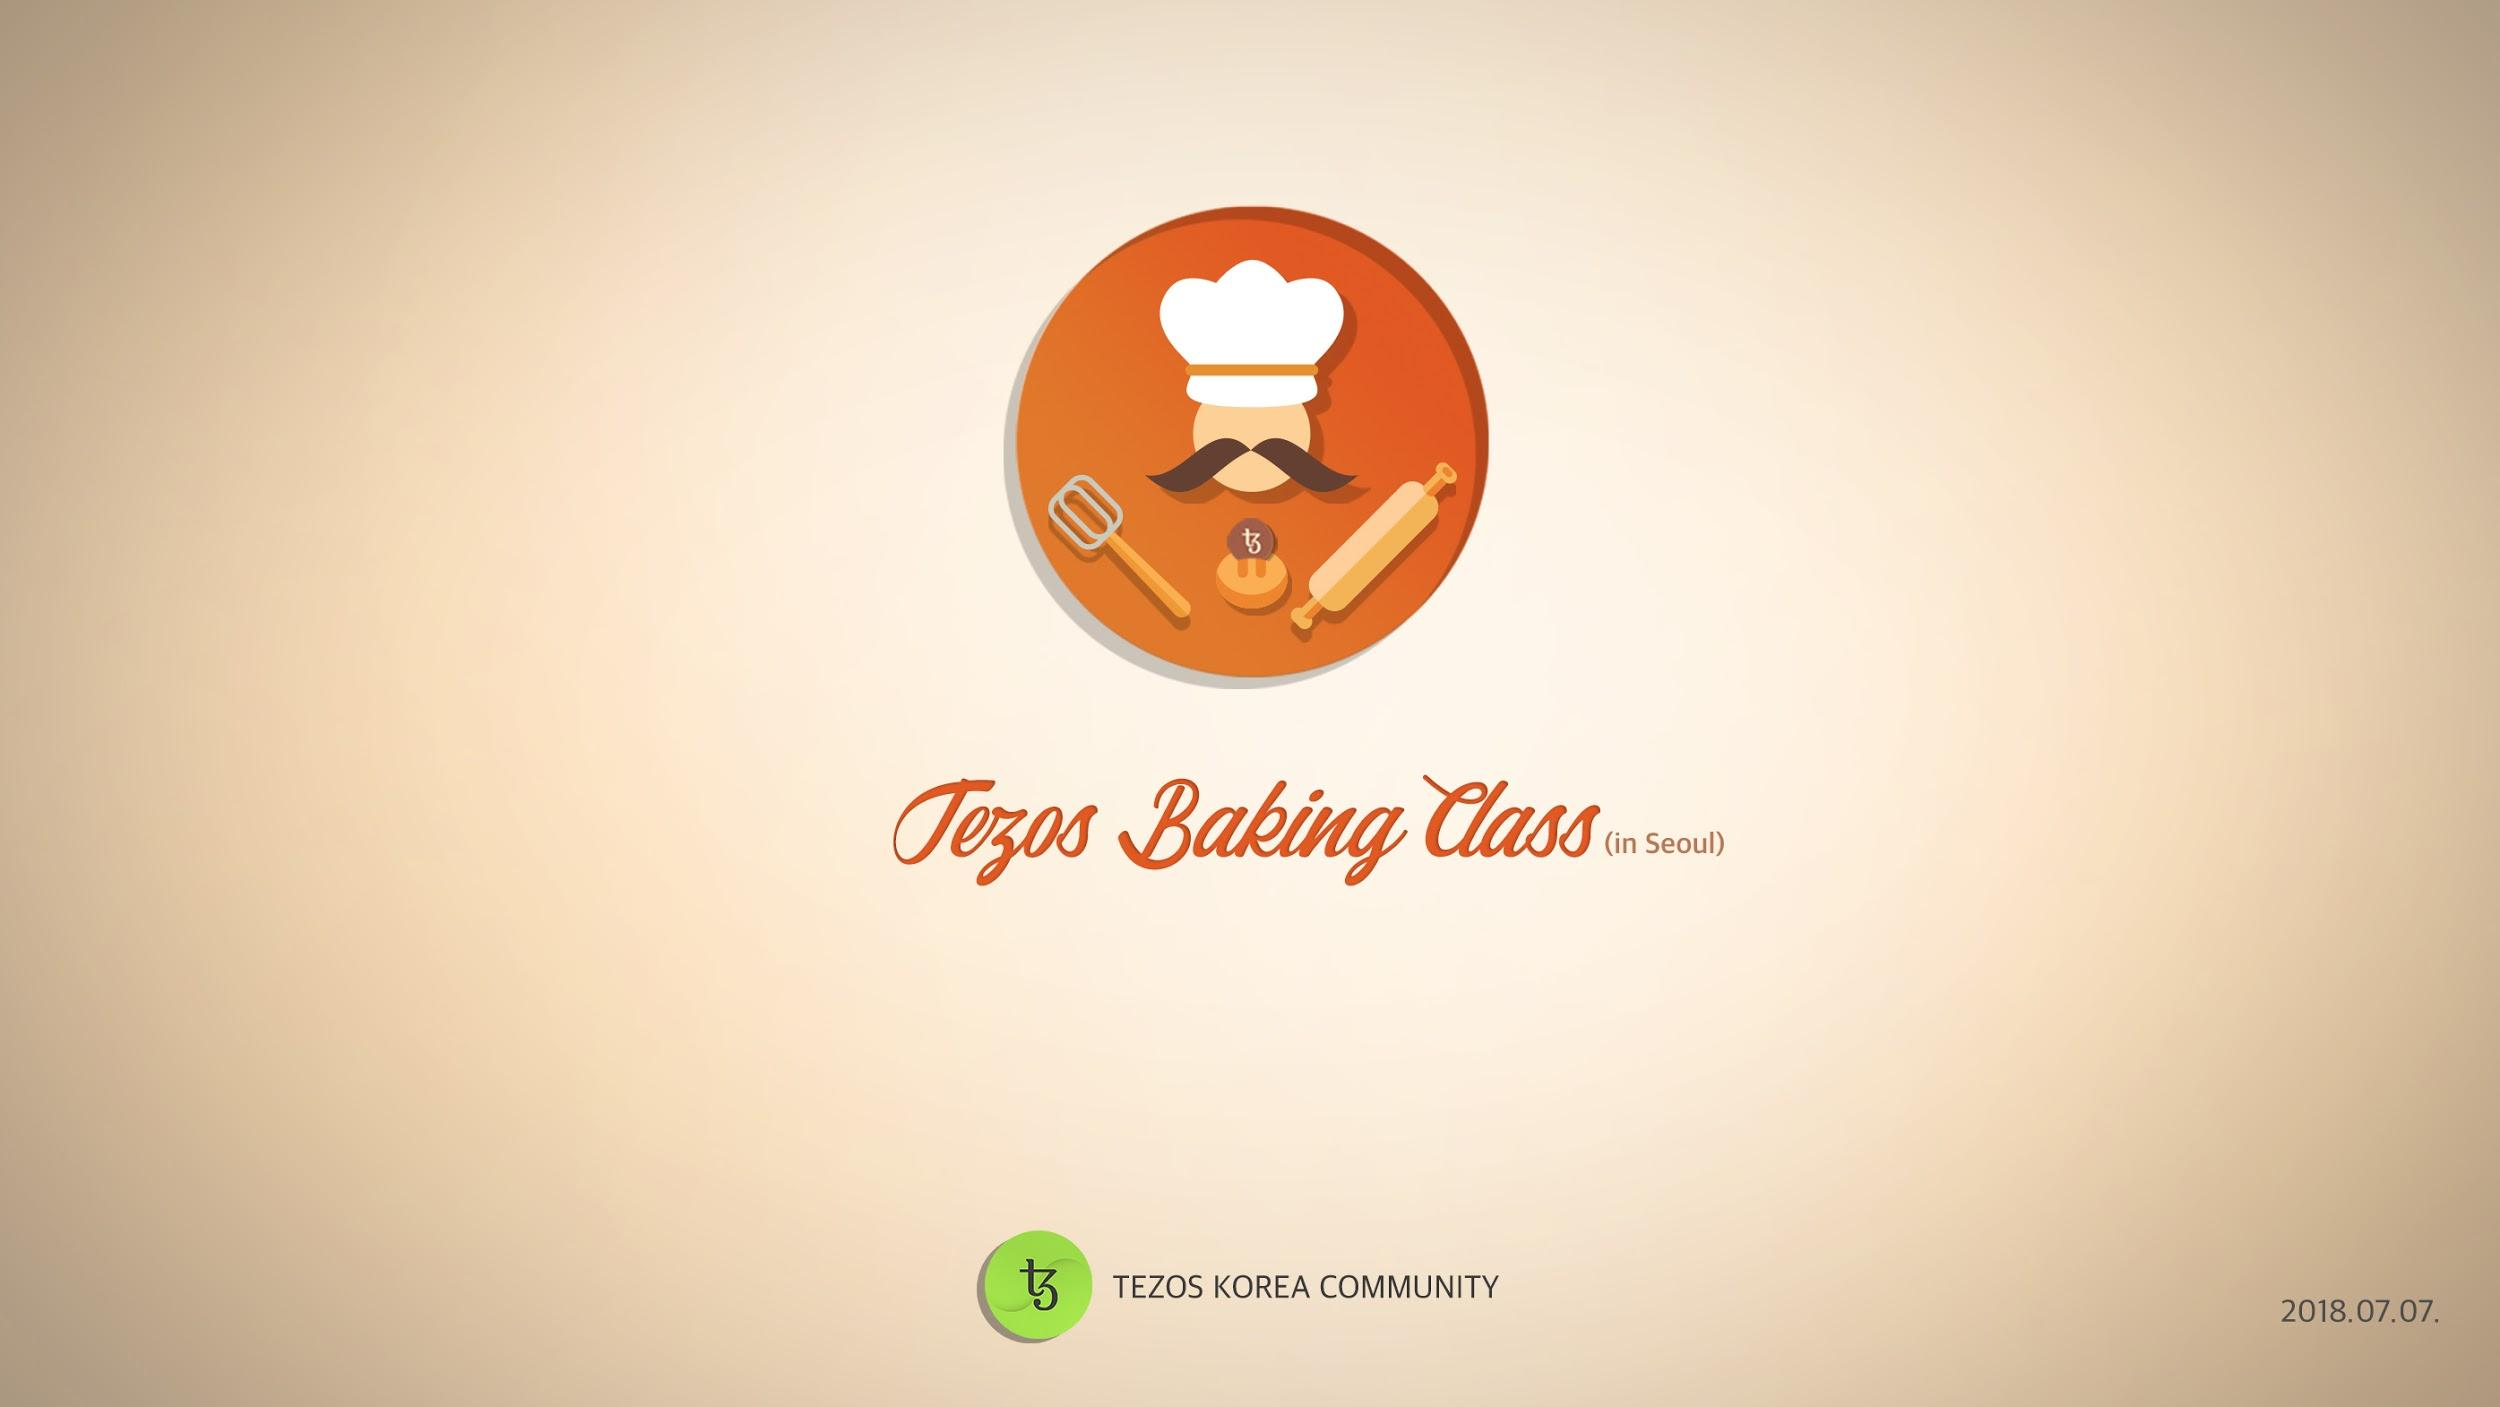 ꜩ
Tezos Baking Class (in Seoul)
ꜩ TEZOS KOREA COMMUNITY
2018.07.07.